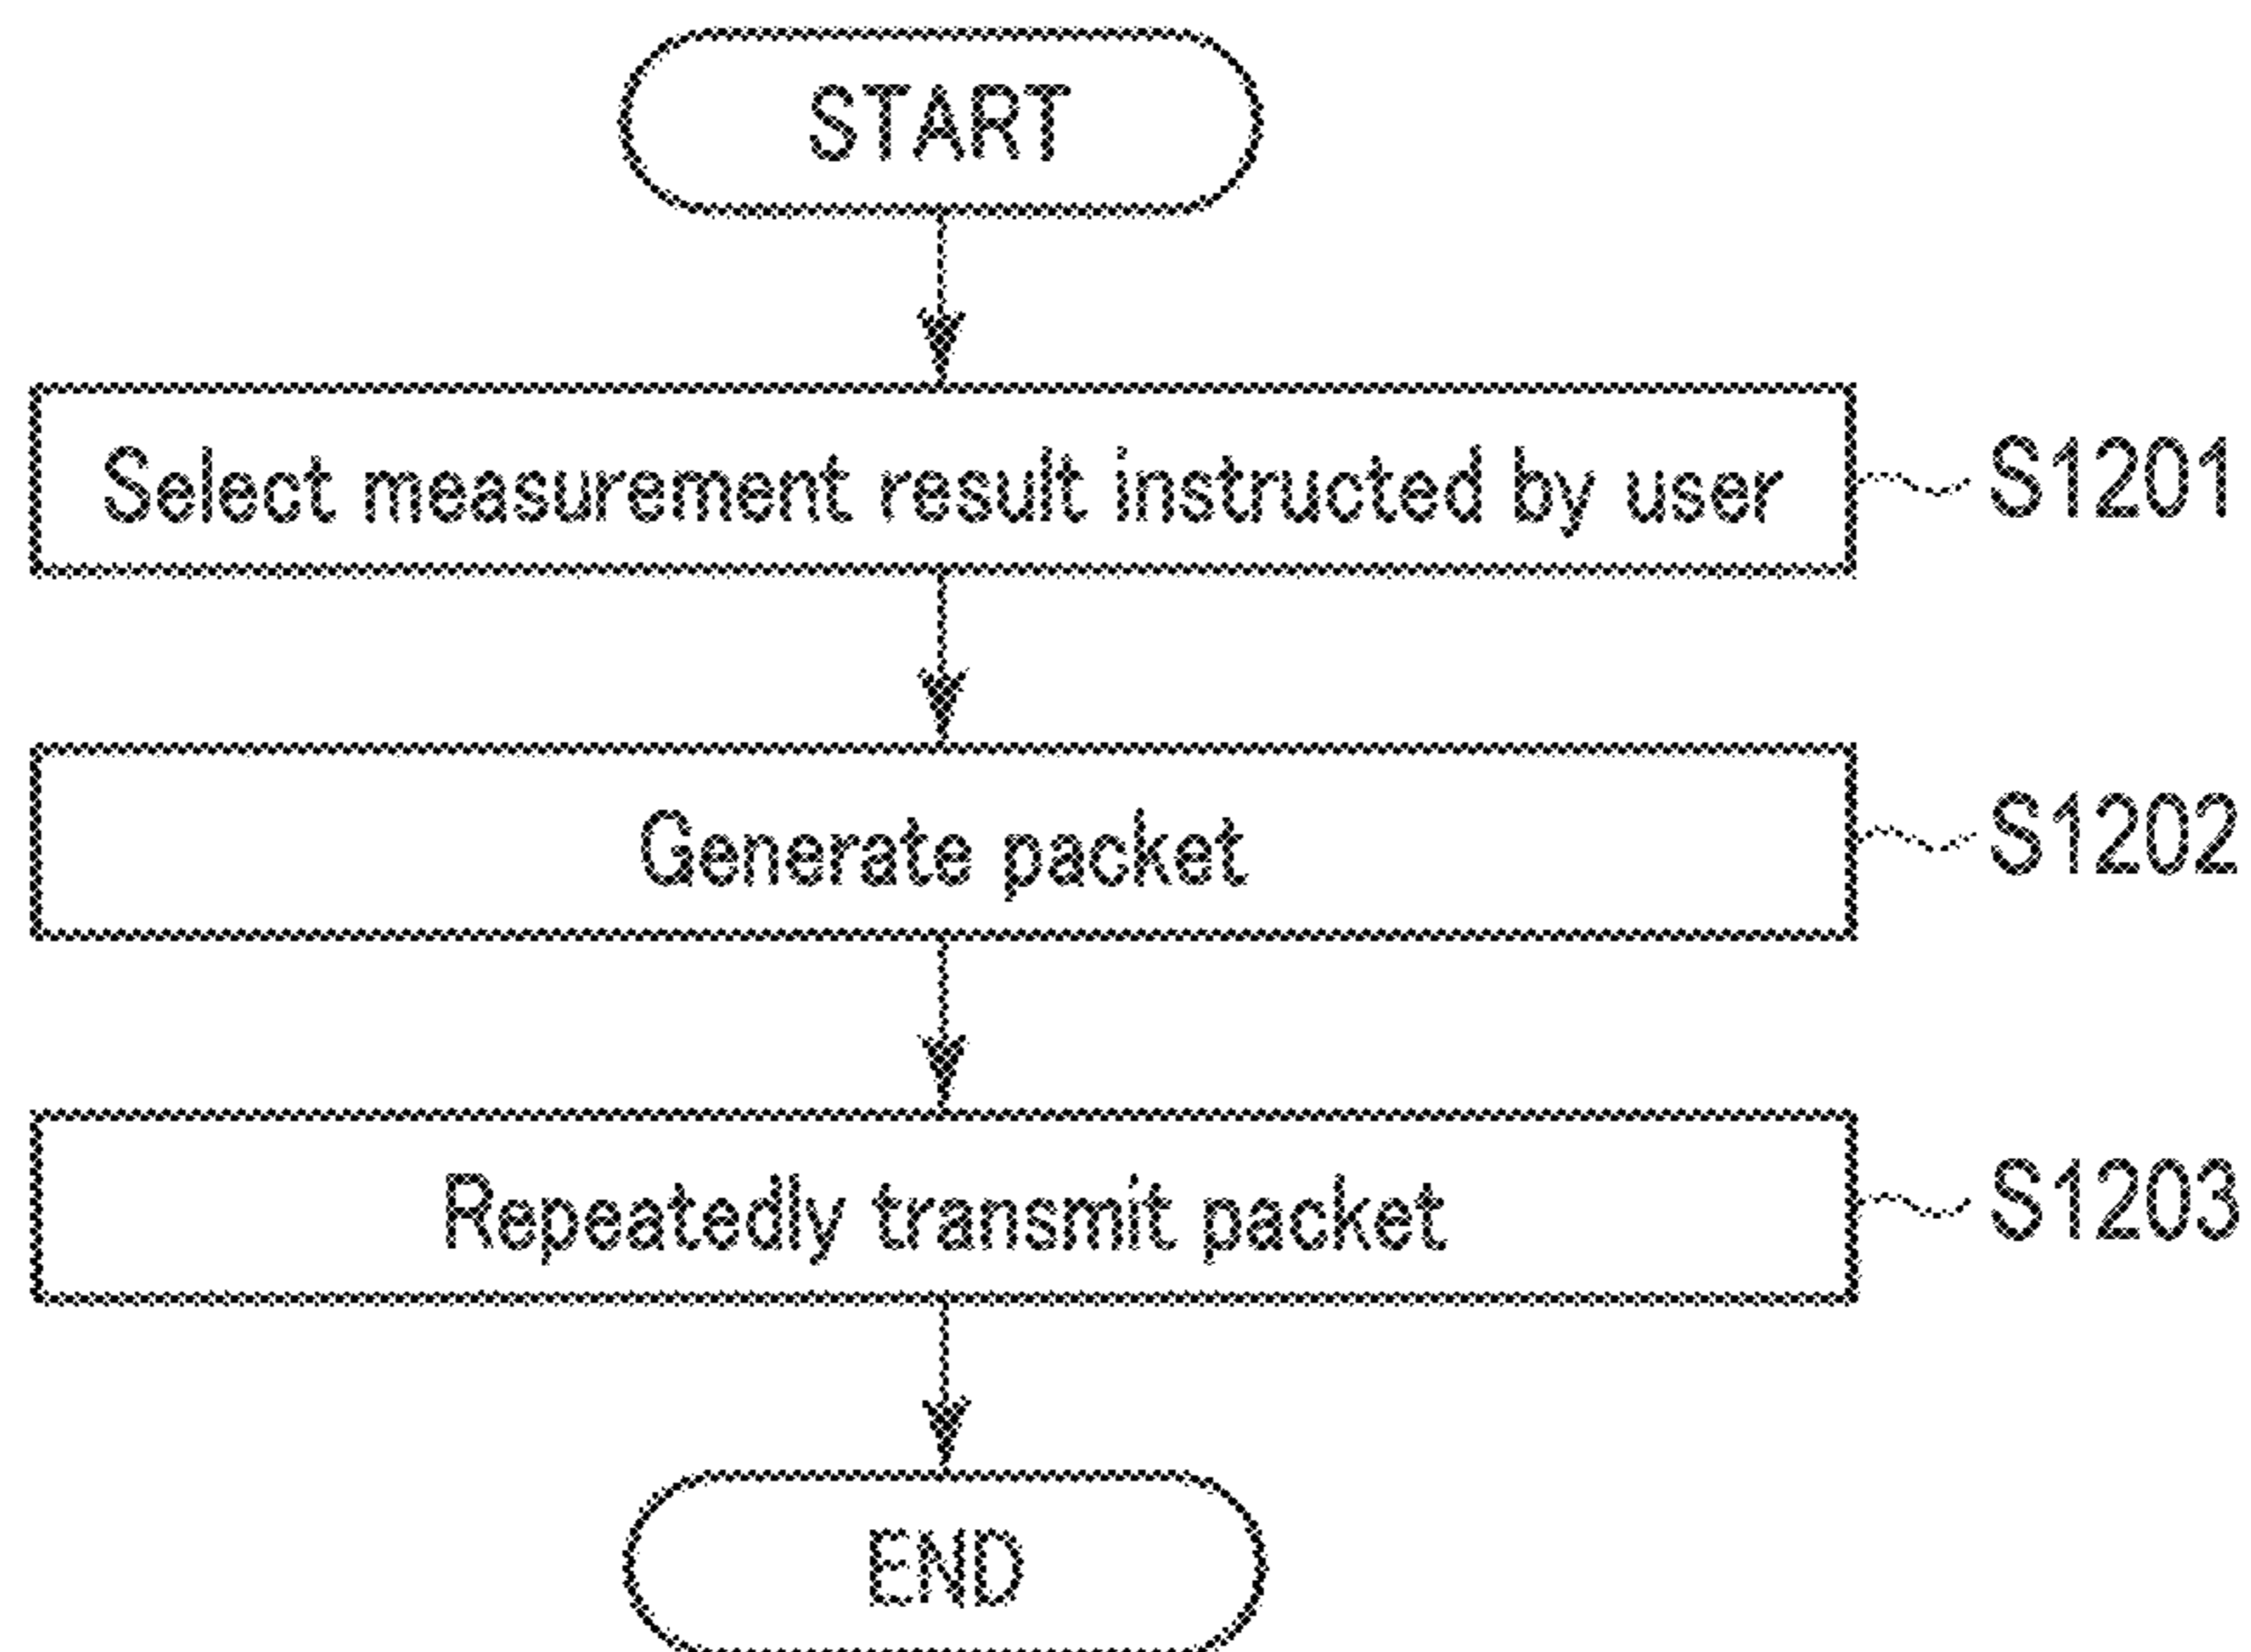 START
Select measurement result instructed by user
S1201
Generate packet
S1202
Repeatedly transmit packet
S1203
END